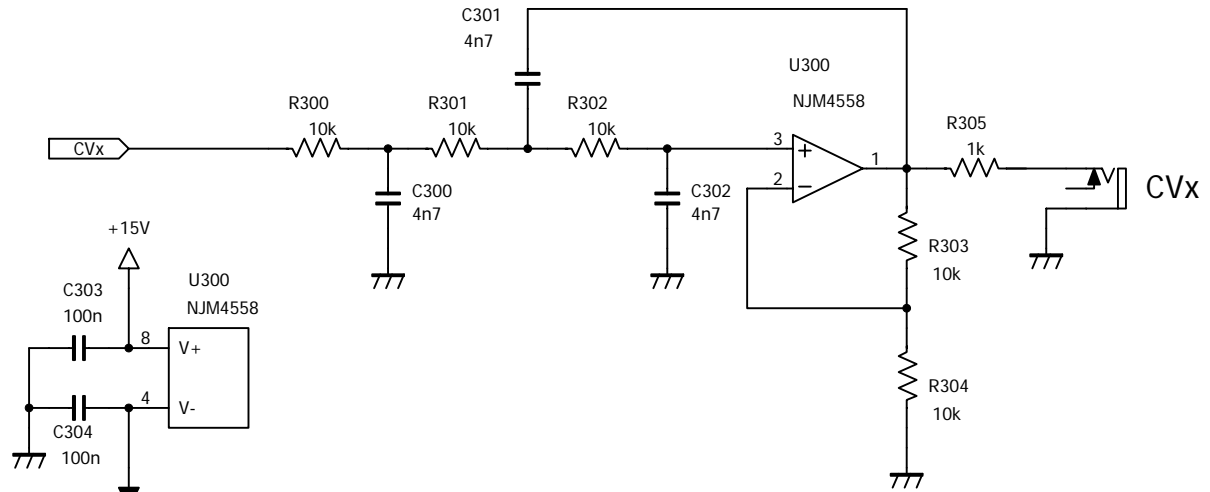 C301
4n7
U300
NJM4558
R300
10k
R301
10k
R302
10k
R305
1k
CVx
3
+
2
−
1
CVx
C300
4n7
C302
4n7
R303
10k
+15V
U300
NJM4558
C303
100n
8
V+
4
V-
C304
100n
R304
10k